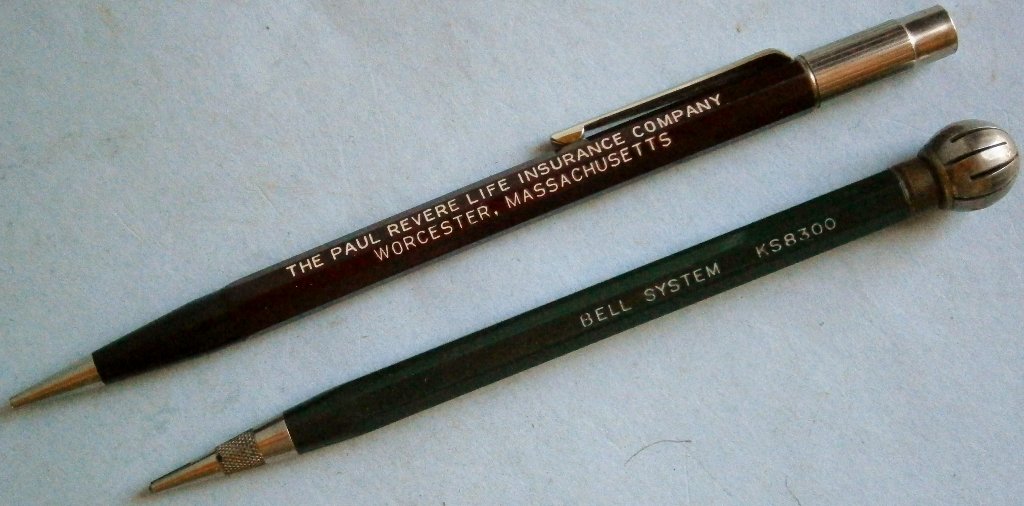 THE PAUL REVERE LIFE INSURANCE COMPANY
WORCESTER, MASSACHUSETTS
BELL SYSTEM KS8300